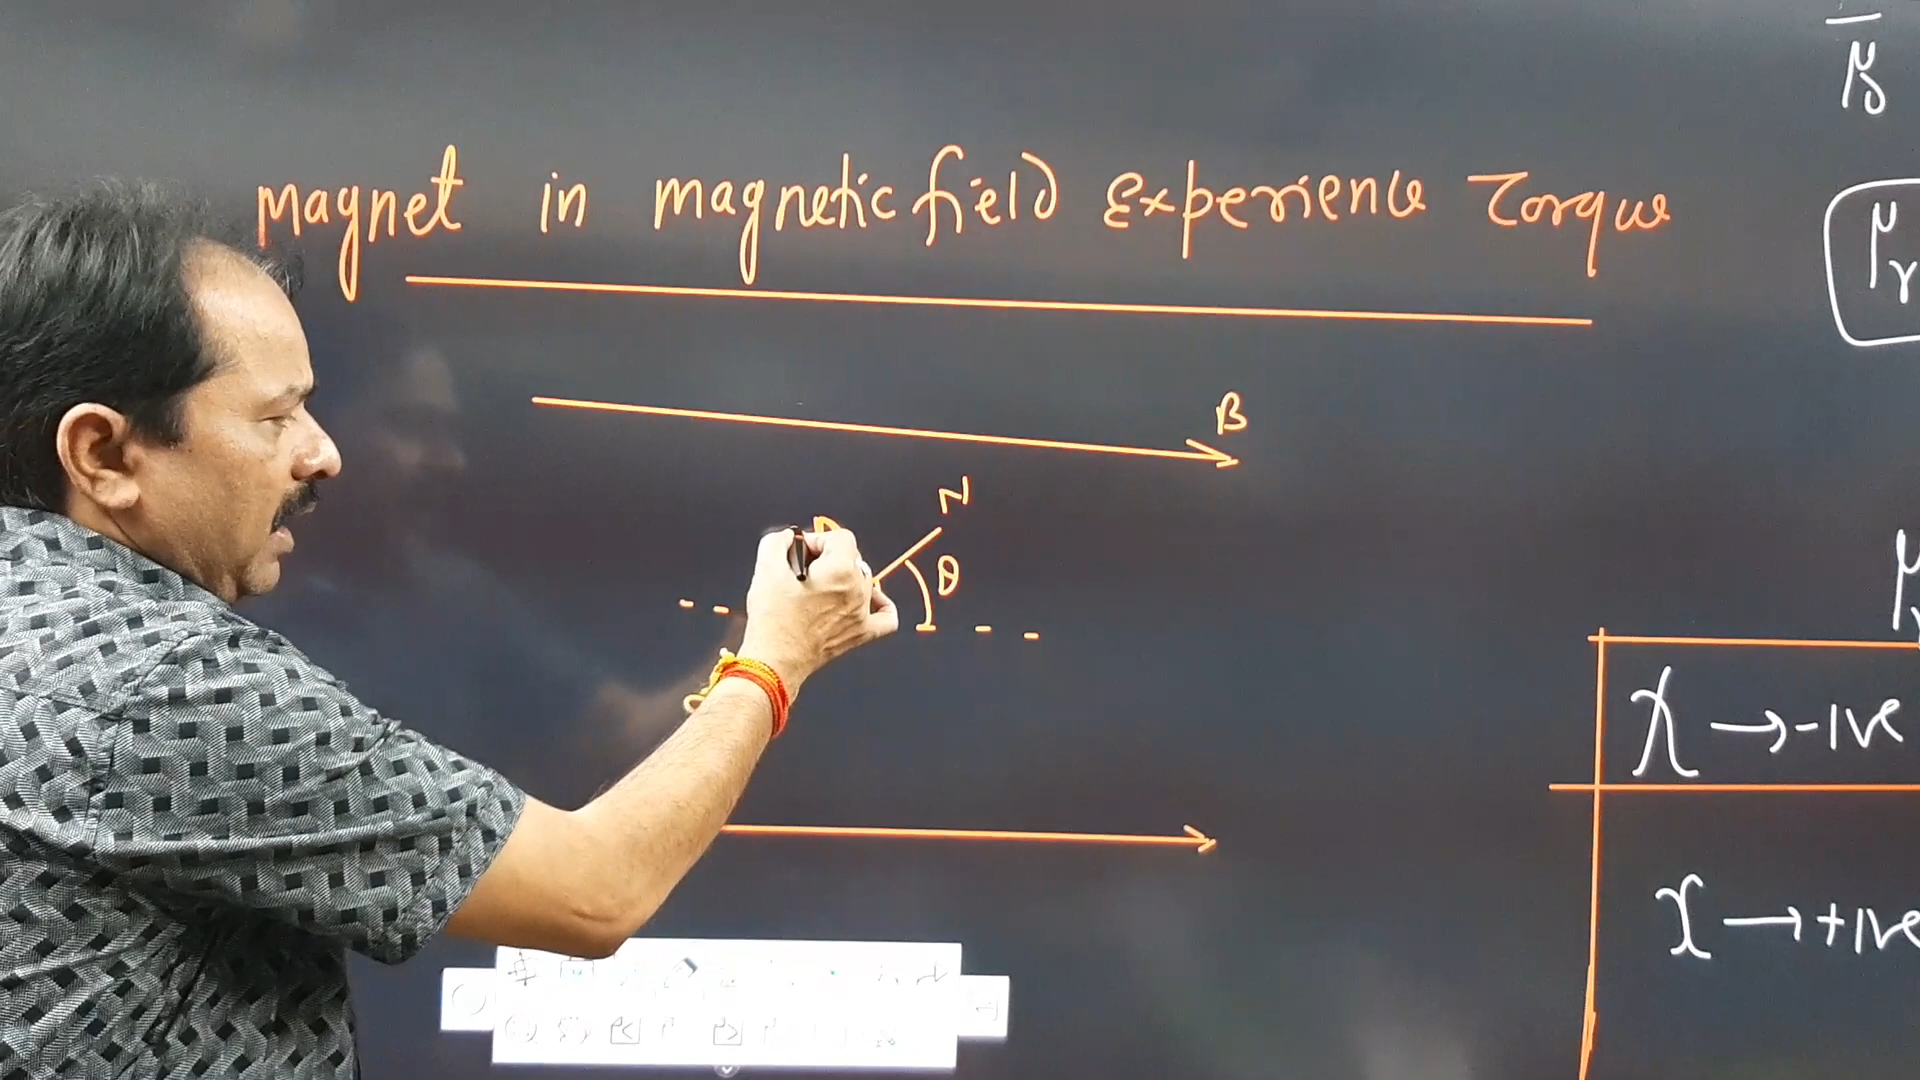 magnet in magnetic field Experience Torque
B
N
θ
μ
μr
μ
χ → -ive
χ → +ive